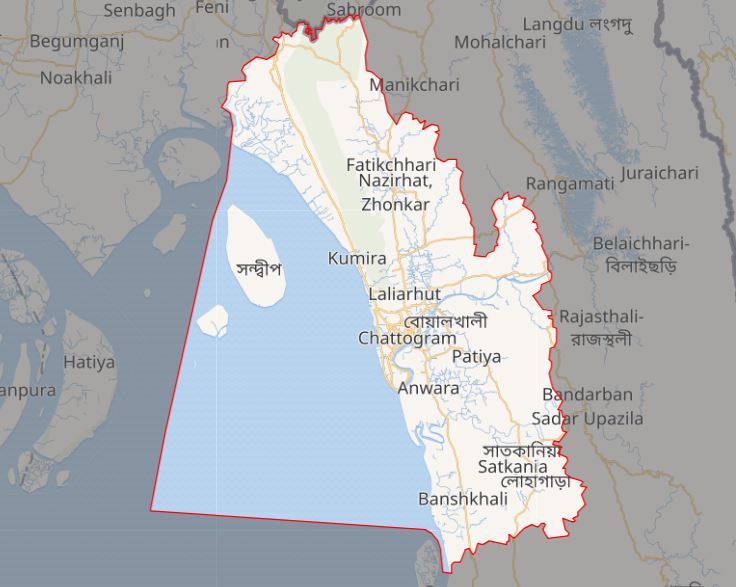 Senbagh
Feni
Sabroom
Langdu লংগদু
Begumganj
Mohalchari
Noakhali
Manikchari
Fatikchhari
Nazirhat,
Zhonkar
Juraichari
Rangamati
Belaichhari-
বিলাইছড়ি
Kumira
সন্দ্বীপ
Laliarhut
বোয়ালখালী
Rajasthali-
রাজস্থলী
Chattogram
Patiya
Hatiya
anpura
Anwara
Bandarban
Sadar Upazila
সাতকানিয়া
Satkania
লোহাগাড়া
Banshkhali